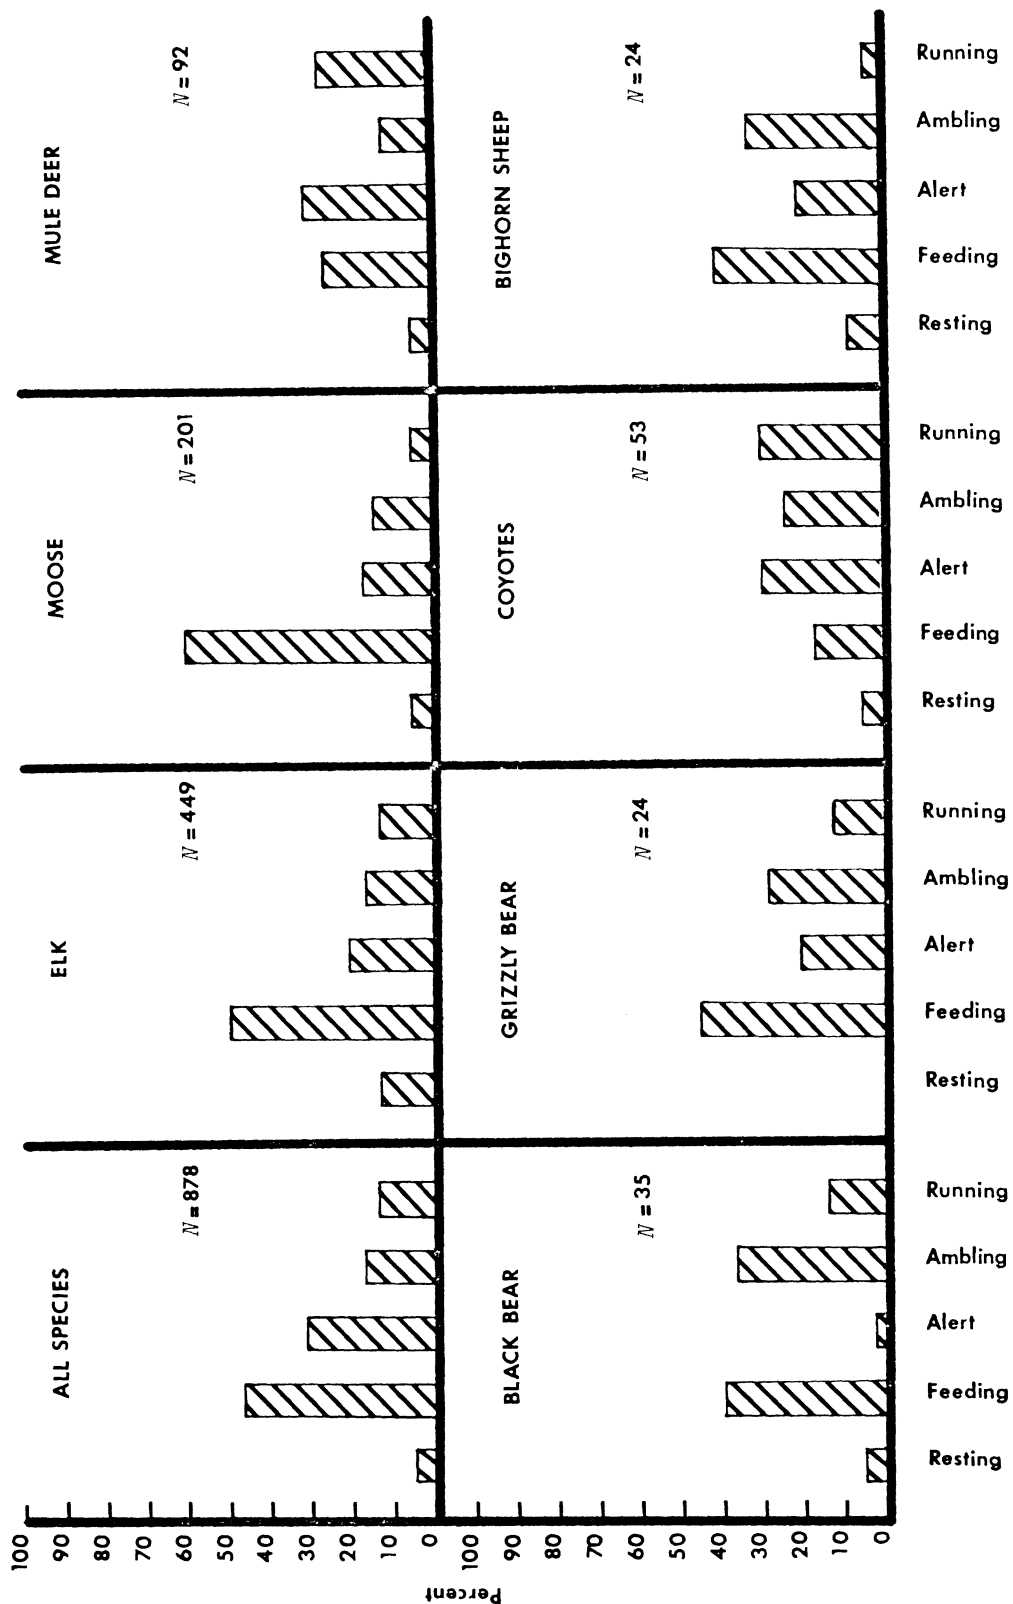 Percent
100
90
80
70
60
50
40
30
20
10
0
ALL SPECIES
N=878
ELK
N=449
MOOSE
N=201
MULE DEER
N=92
100
90
80
70
60
50
40
30
20
10
0
BLACK BEAR
N=35
GRIZZLY BEAR
N=24
COYOTES
N=53
BIGHORN SHEEP
N=24
Resting
Feeding
Alert
Ambling
Running
Resting
Feeding
Alert
Ambling
Running
Resting
Feeding
Alert
Ambling
Running
Resting
Feeding
Alert
Ambling
Running